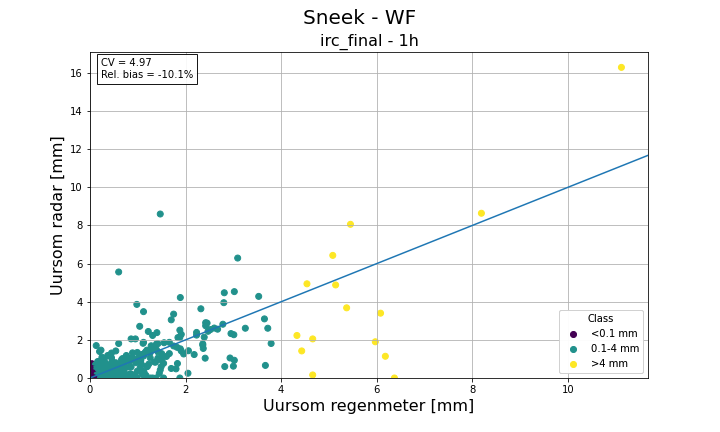 Sneek - WF
irc_final - 1h
CV = 4.97
Rel. bias = -10.1%
Uursom radar [mm]
16
14
12
10
8
6
4
2
0
0
2
4
6
8
10
Uursom regenmeter [mm]
Class
<0.1 mm
0.1-4 mm
>4 mm